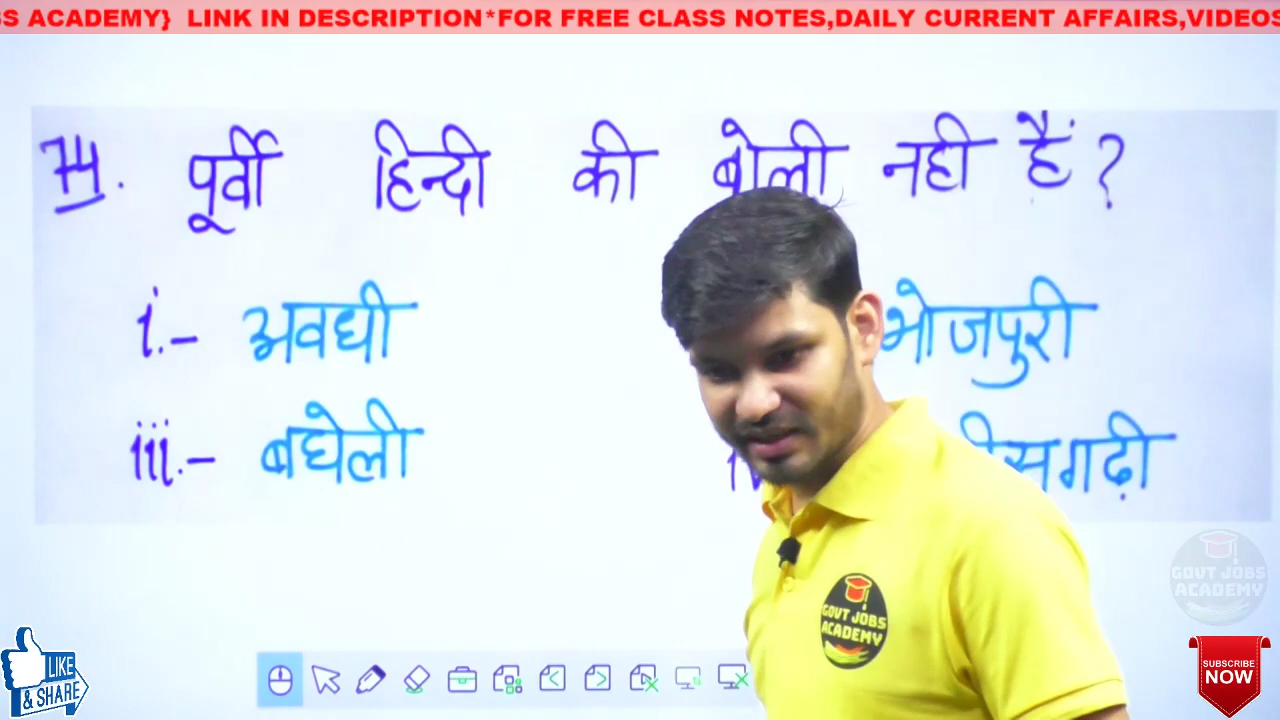 S ACADEMY} LINK IN DESCRIPTION*FOR FREE CLASS NOTES,DAILY CURRENT AFFAIRS,VIDEOS
पूर्वी हिन्दी की बोली नही हैं ?
i.- अवधी
भोजपुरी
iii.- बघेली
GOVT JOBS
ACADEMY
GOVT JOBS
ACADEMY
LIKE
& SHARE
SUBSCRIBE
NOW